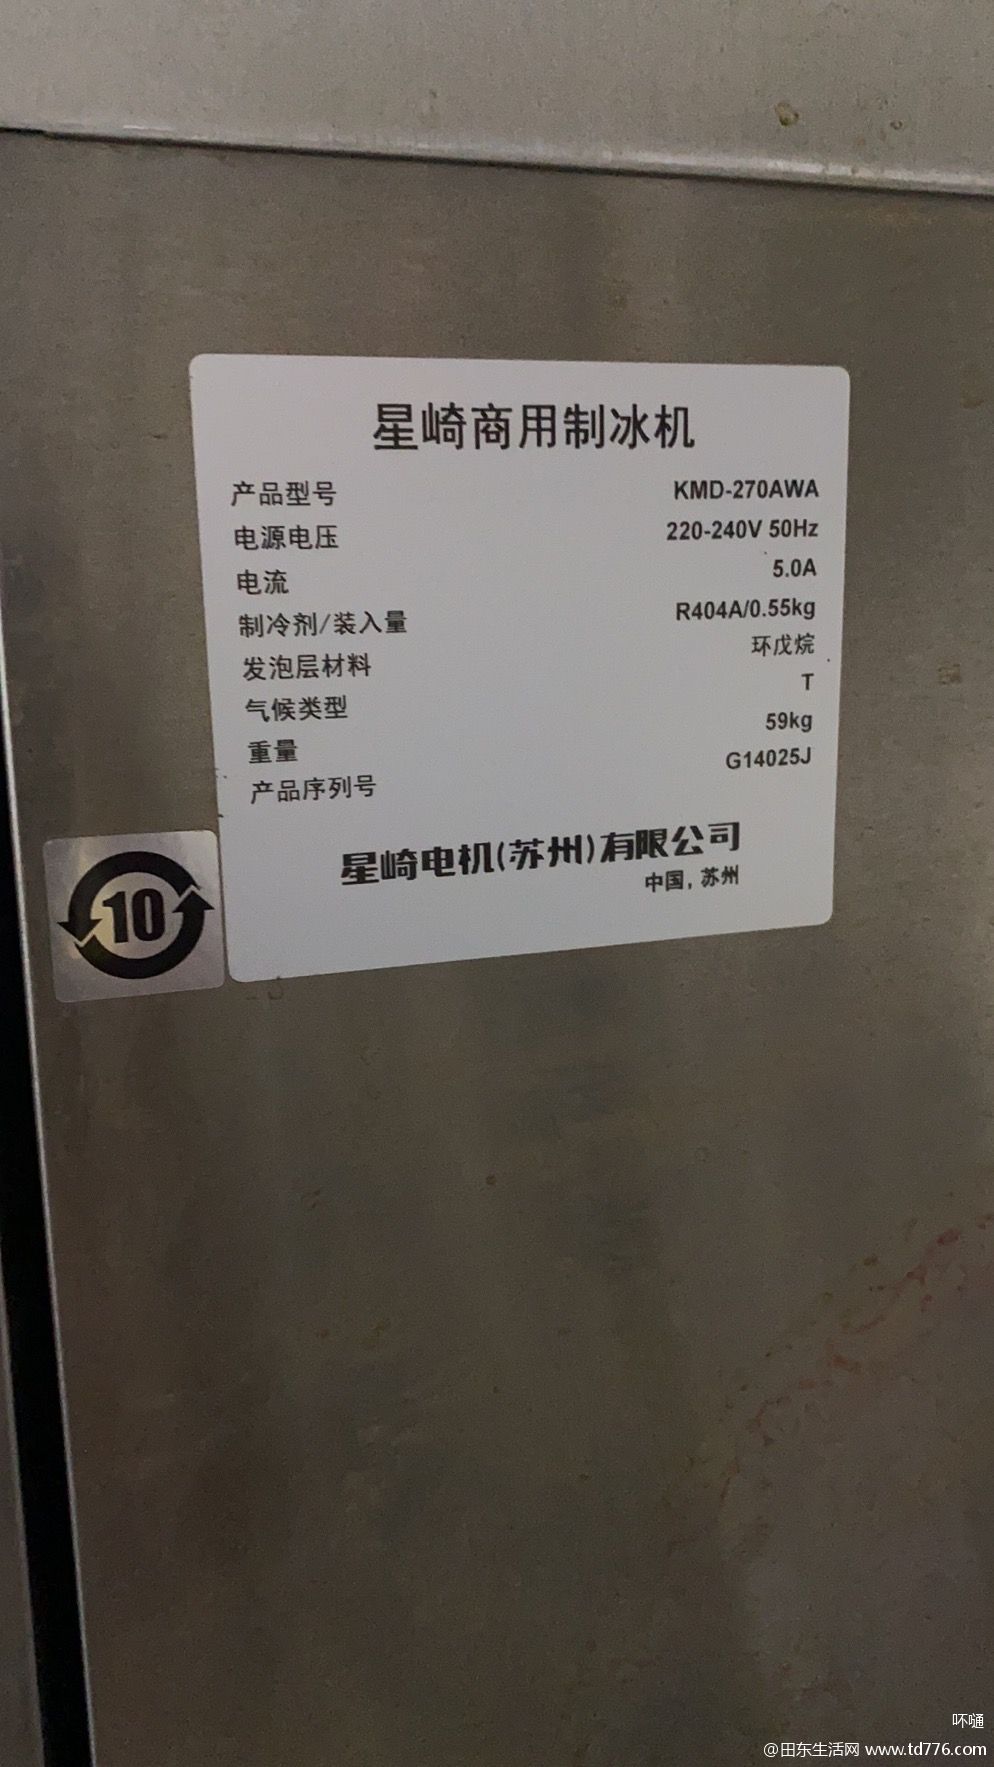 星崎商用制冰机
产品型号 KMD-270AWA
电源电压 220-240V 50Hz
电流 5.0A
制冷剂/装入量 R404A/0.55kg
发泡层材料 环戊烷
气候类型 T
重量 59kg
产品序列号 G14025J
星崎电机(苏州)有限公司
中国, 苏州
10
吥嗵
@田东生活网 www.td776.com